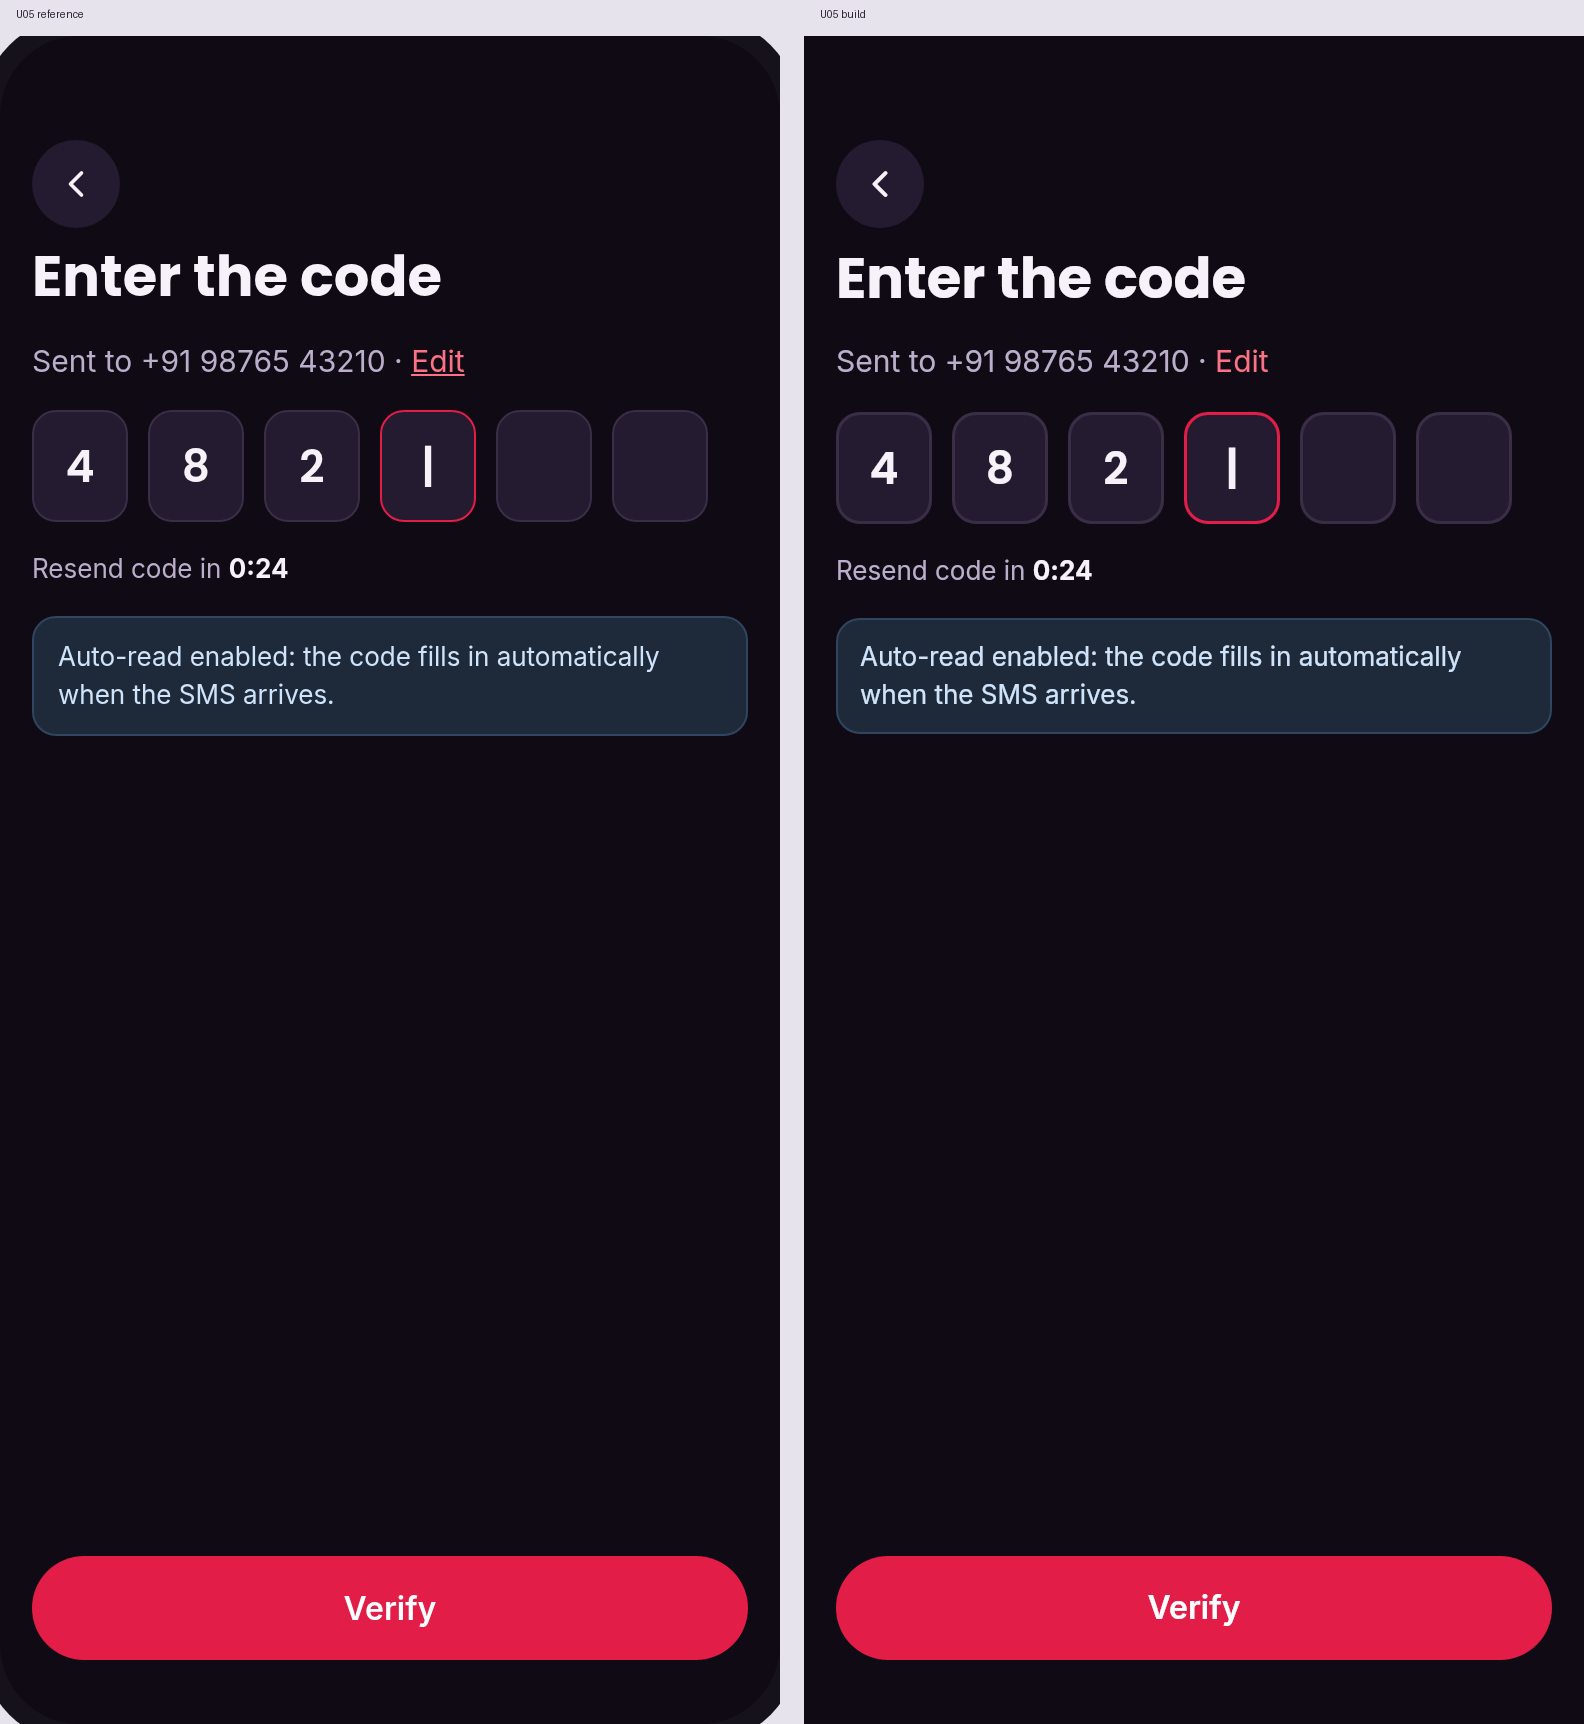 U05 reference
Enter the code
Sent to +91 98765 43210 · Edit
4 8 2 |
Resend code in 0:24
Auto-read enabled: the code fills in automatically
when the SMS arrives.
Verify
U05 build
Enter the code
Sent to +91 98765 43210 · Edit
4 8 2 |
Resend code in 0:24
Auto-read enabled: the code fills in automatically
when the SMS arrives.
Verify